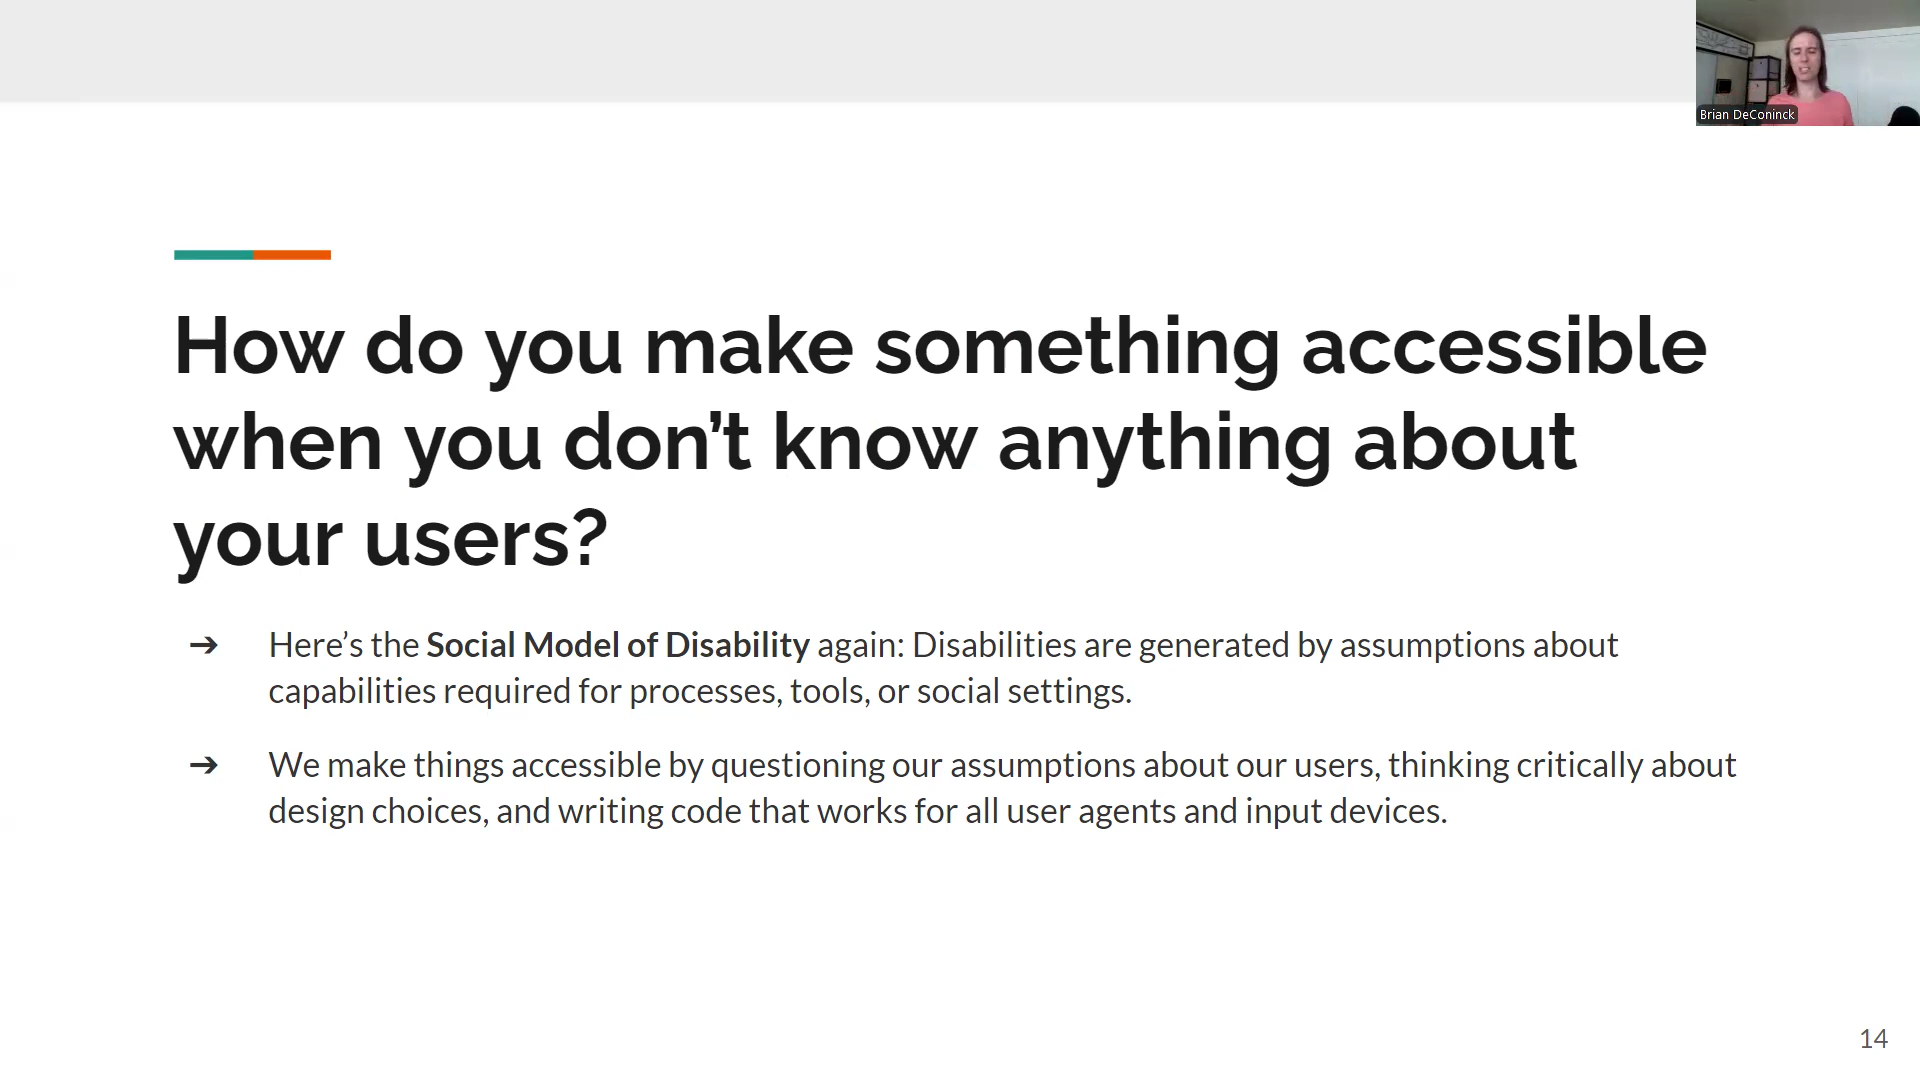 Brian DeConinck
How do you make something accessible
when you don’t know anything about
your users?
➔ Here’s the Social Model of Disability again: Disabilities are generated by assumptions about
capabilities required for processes, tools, or social settings.
➔ We make things accessible by questioning our assumptions about our users, thinking critically about
design choices, and writing code that works for all user agents and input devices.
14